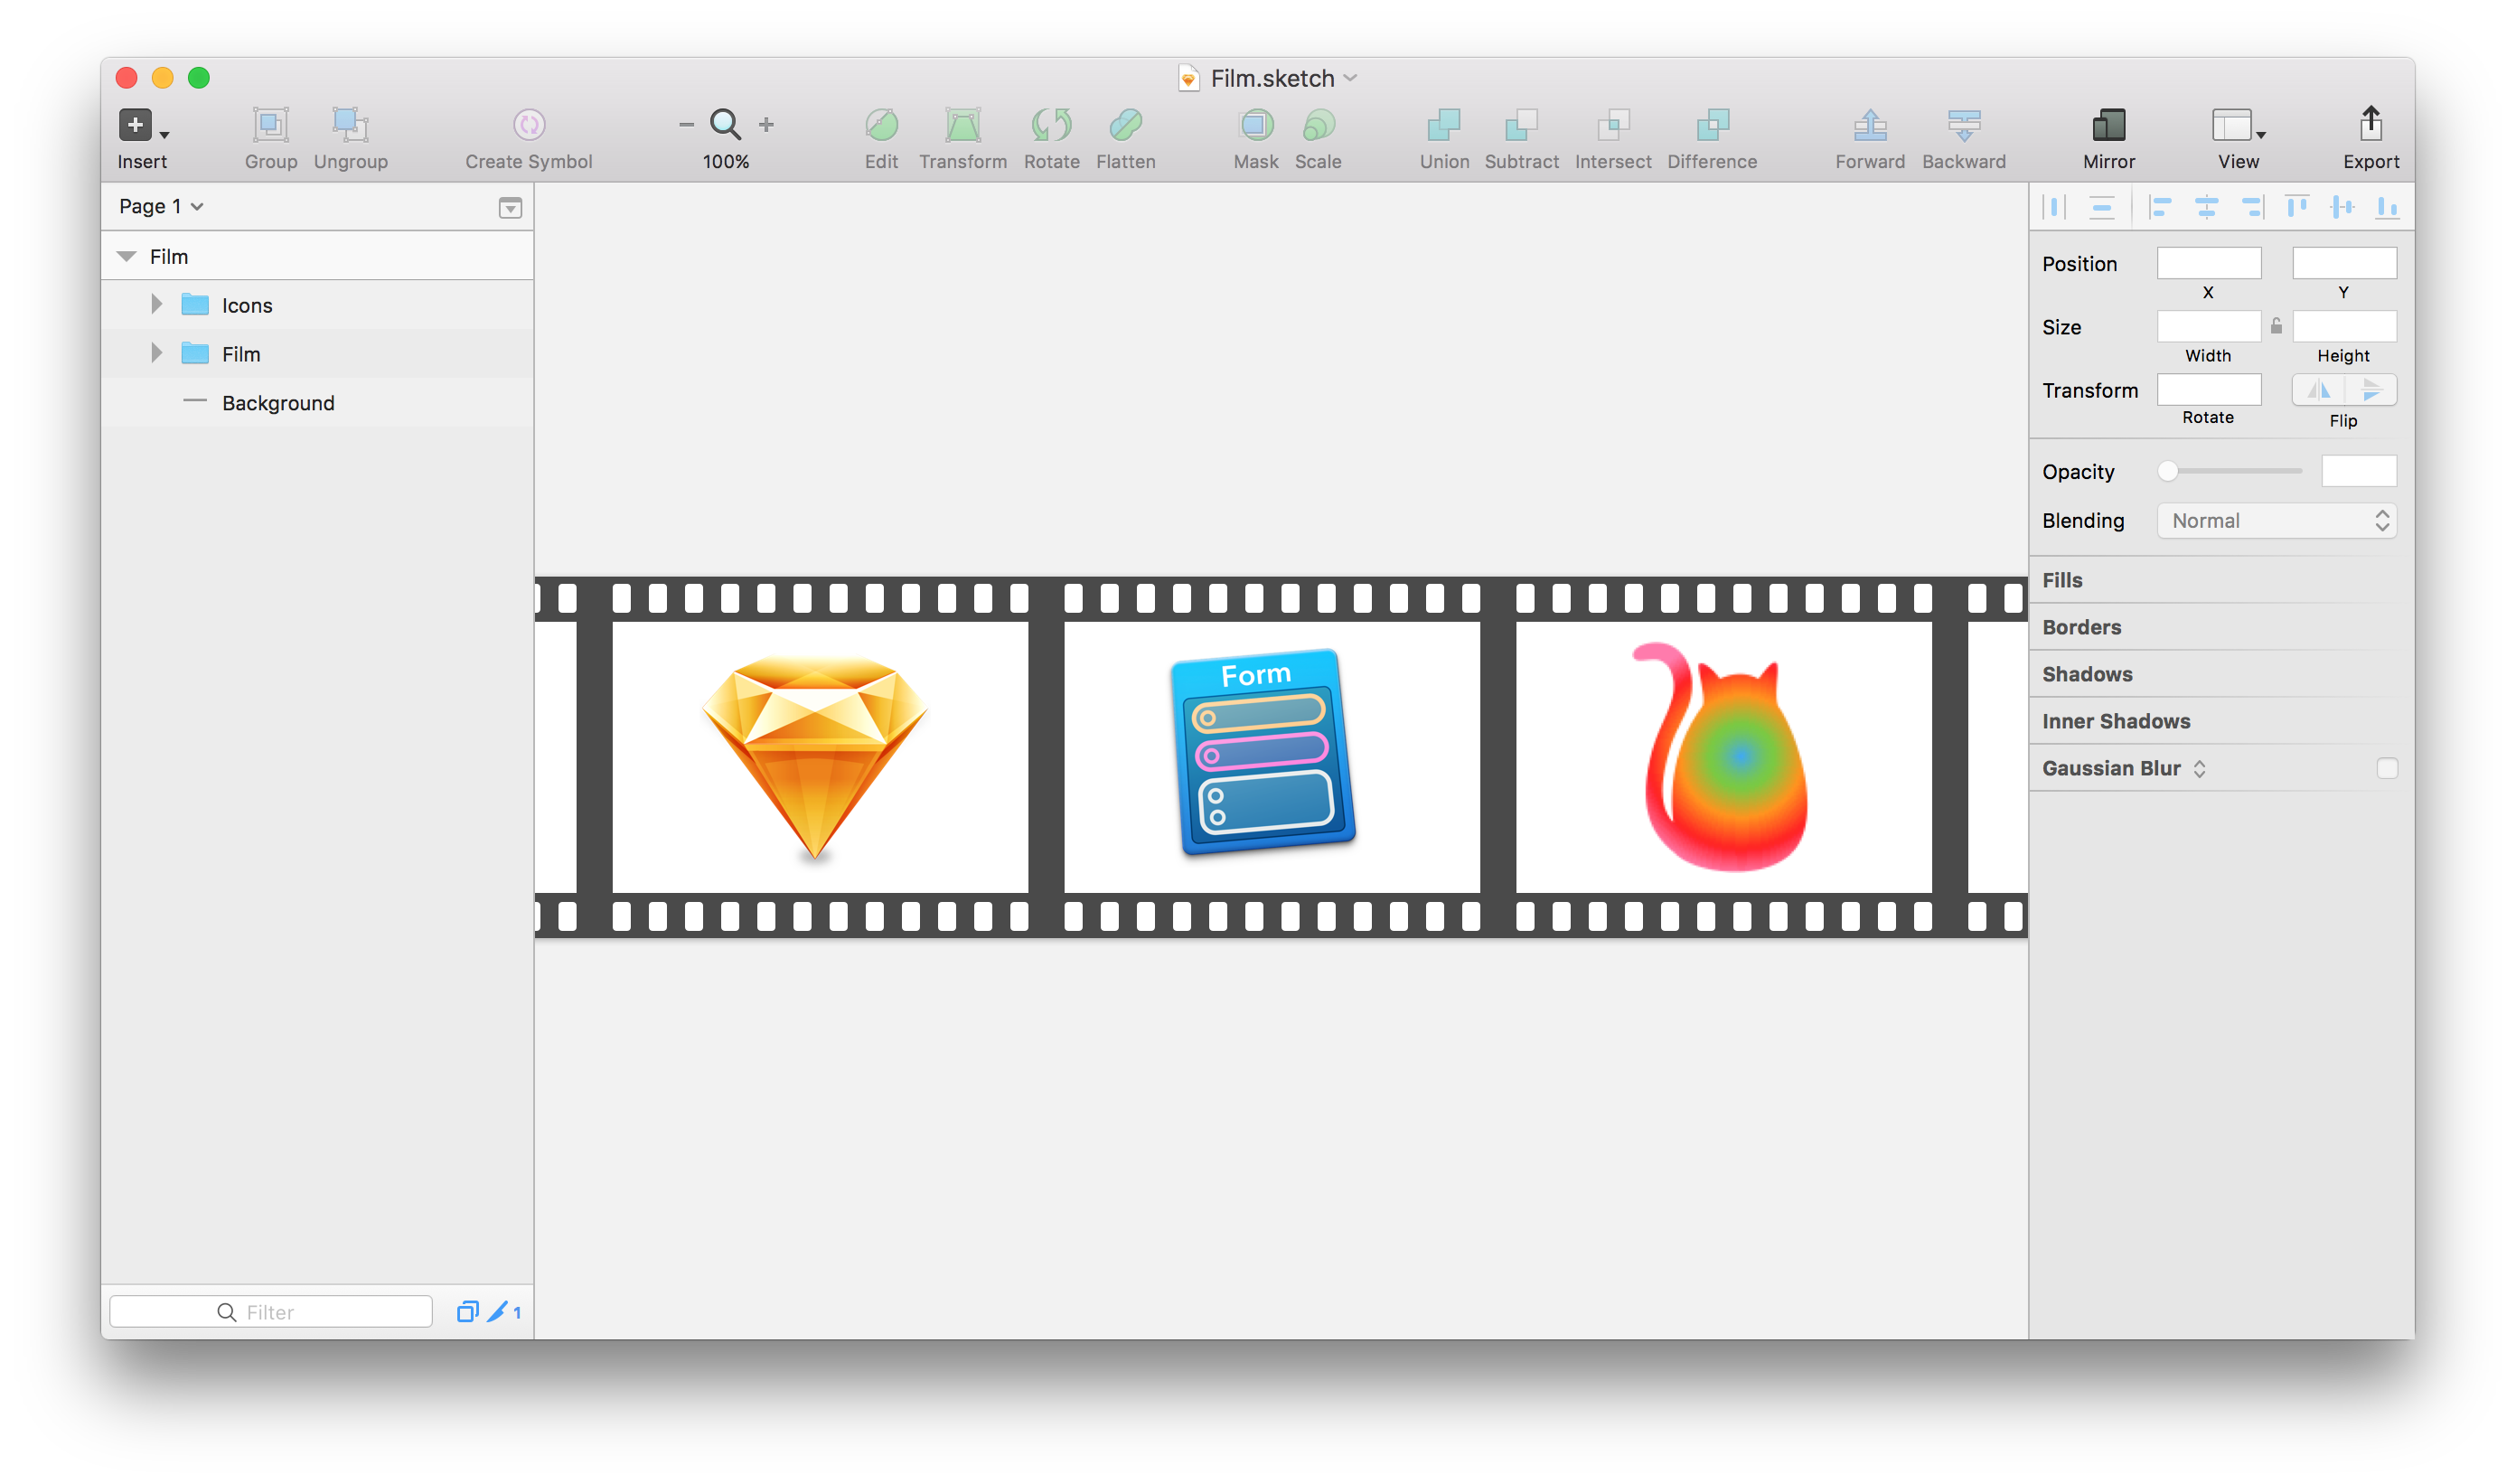 Film.sketch
Insert
Group
Ungroup
Create Symbol
100%
Edit
Transform
Rotate
Flatten
Mask
Scale
Union
Subtract
Intersect
Difference
Forward
Backward
Mirror
View
Export
Page 1
Film
Icons
Film
Background
Filter
1
Form
Position
X
Y
Size
Width
Height
Transform
Rotate
Flip
Opacity
Blending
Normal
Fills
Borders
Shadows
Inner Shadows
Gaussian Blur